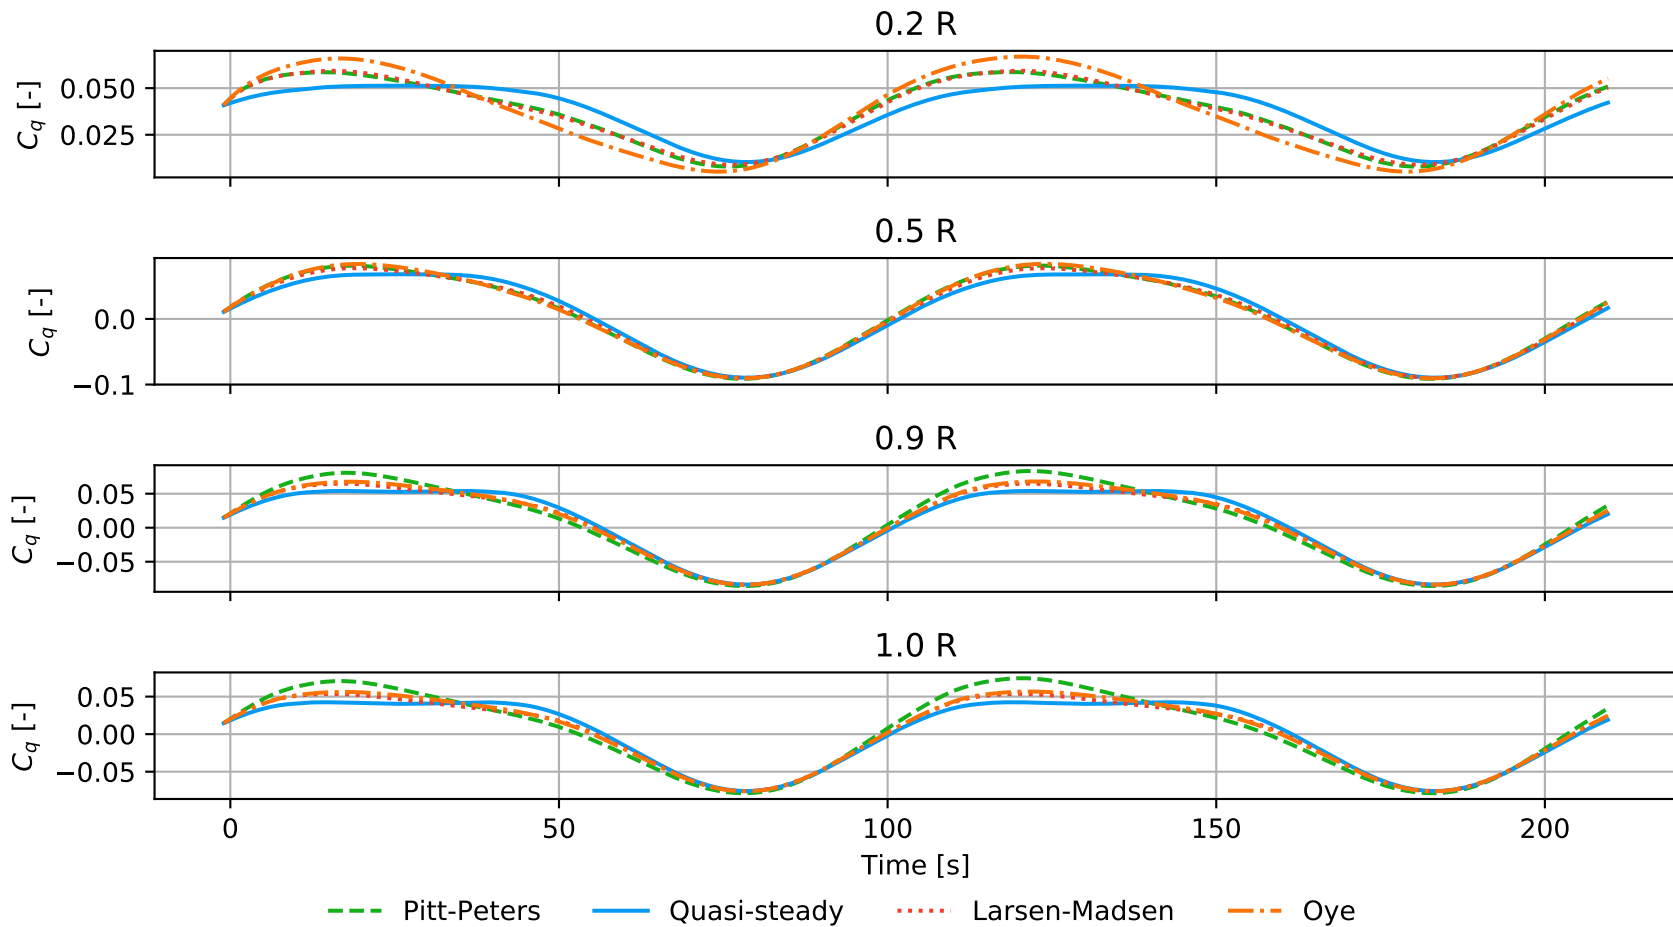 0.2 R
0.050
0.025
C_q [-]
0.5 R
0.0
−0.1
C_q [-]
0.9 R
0.05
0.00
−0.05
C_q [-]
1.0 R
0.05
0.00
−0.05
C_q [-]
0 50 100 150 200
Time [s]
Pitt-Peters Quasi-steady Larsen-Madsen Oye